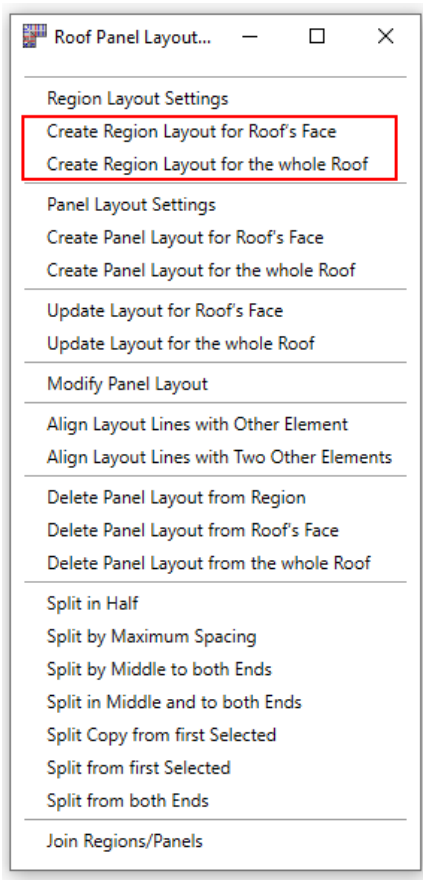 Roof Panel Layout...
Region Layout Settings
Create Region Layout for Roof's Face
Create Region Layout for the whole Roof
Panel Layout Settings
Create Panel Layout for Roof's Face
Create Panel Layout for the whole Roof
Update Layout for Roof's Face
Update Layout for the whole Roof
Modify Panel Layout
Align Layout Lines with Other Element
Align Layout Lines with Two Other Elements
Delete Panel Layout from Region
Delete Panel Layout from Roof's Face
Delete Panel Layout from the whole Roof
Split in Half
Split by Maximum Spacing
Split by Middle to both Ends
Split in Middle and to both Ends
Split Copy from first Selected
Split from first Selected
Split from both Ends
Join Regions/Panels